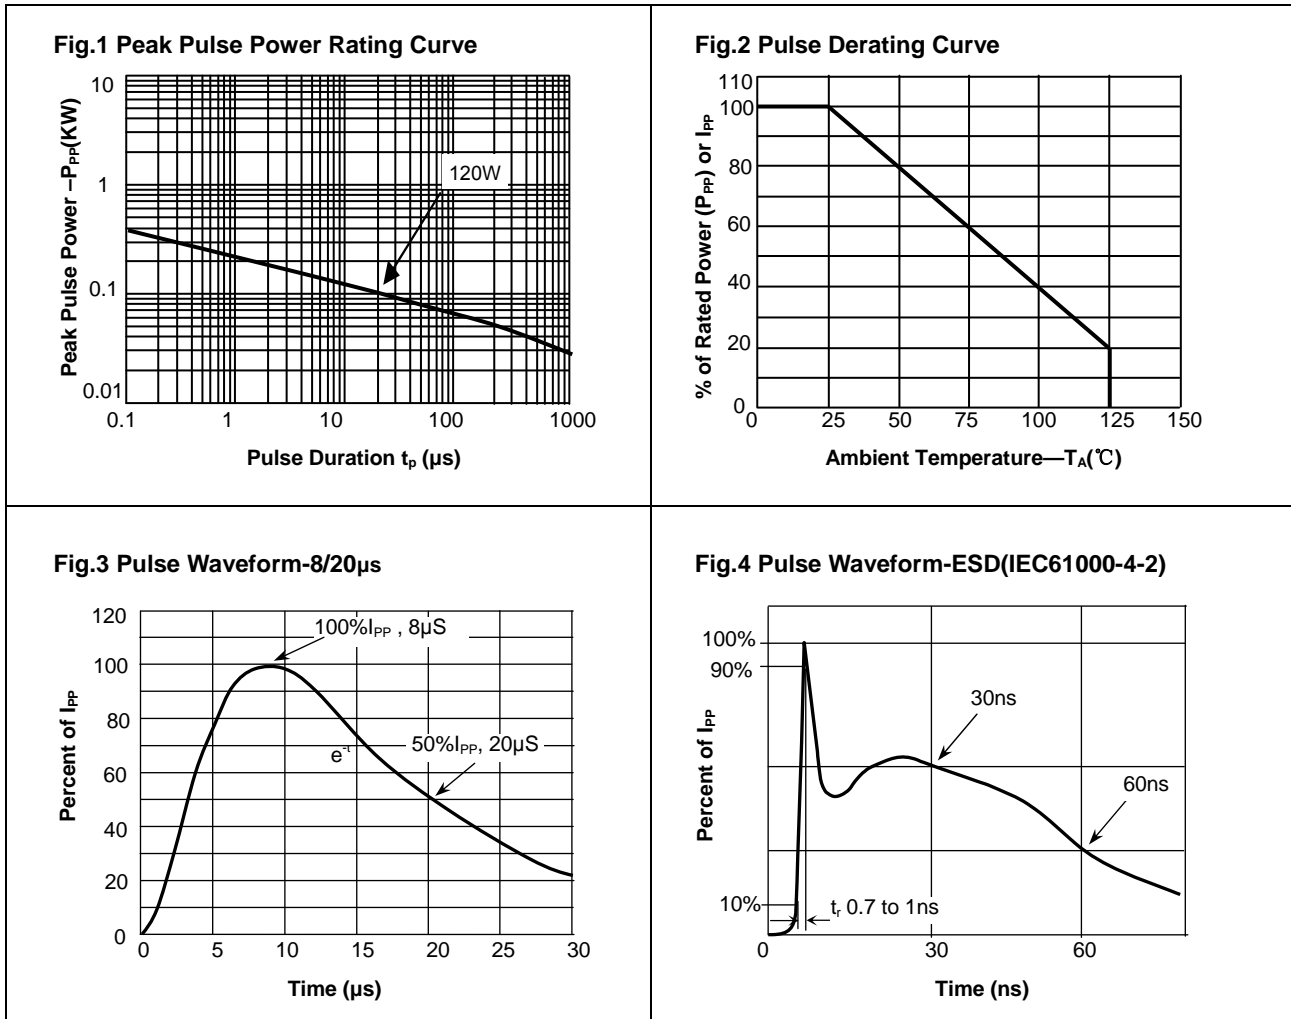 Fig.1 Peak Pulse Power Rating Curve
Peak Pulse Power –PPP(KW)
10
1
0.1
0.01
120W
0.1 1 10 100 1000
Pulse Duration tp (µs)
Fig.2 Pulse Derating Curve
% of Rated Power (PPP) or IPP
110
100
80
60
40
20
0
0 25 50 75 100 125 150
Ambient Temperature—TA(℃)
Fig.3 Pulse Waveform-8/20µs
Percent of IPP
120
100
80
60
40
20
0
100%IPP , 8µS
e-t
50%IPP, 20µS
0 5 10 15 20 25 30
Time (µs)
Fig.4 Pulse Waveform-ESD(IEC61000-4-2)
Percent of IPP
100%
90%
10%
30ns
60ns
tr 0.7 to 1ns
0 30 60
Time (ns)